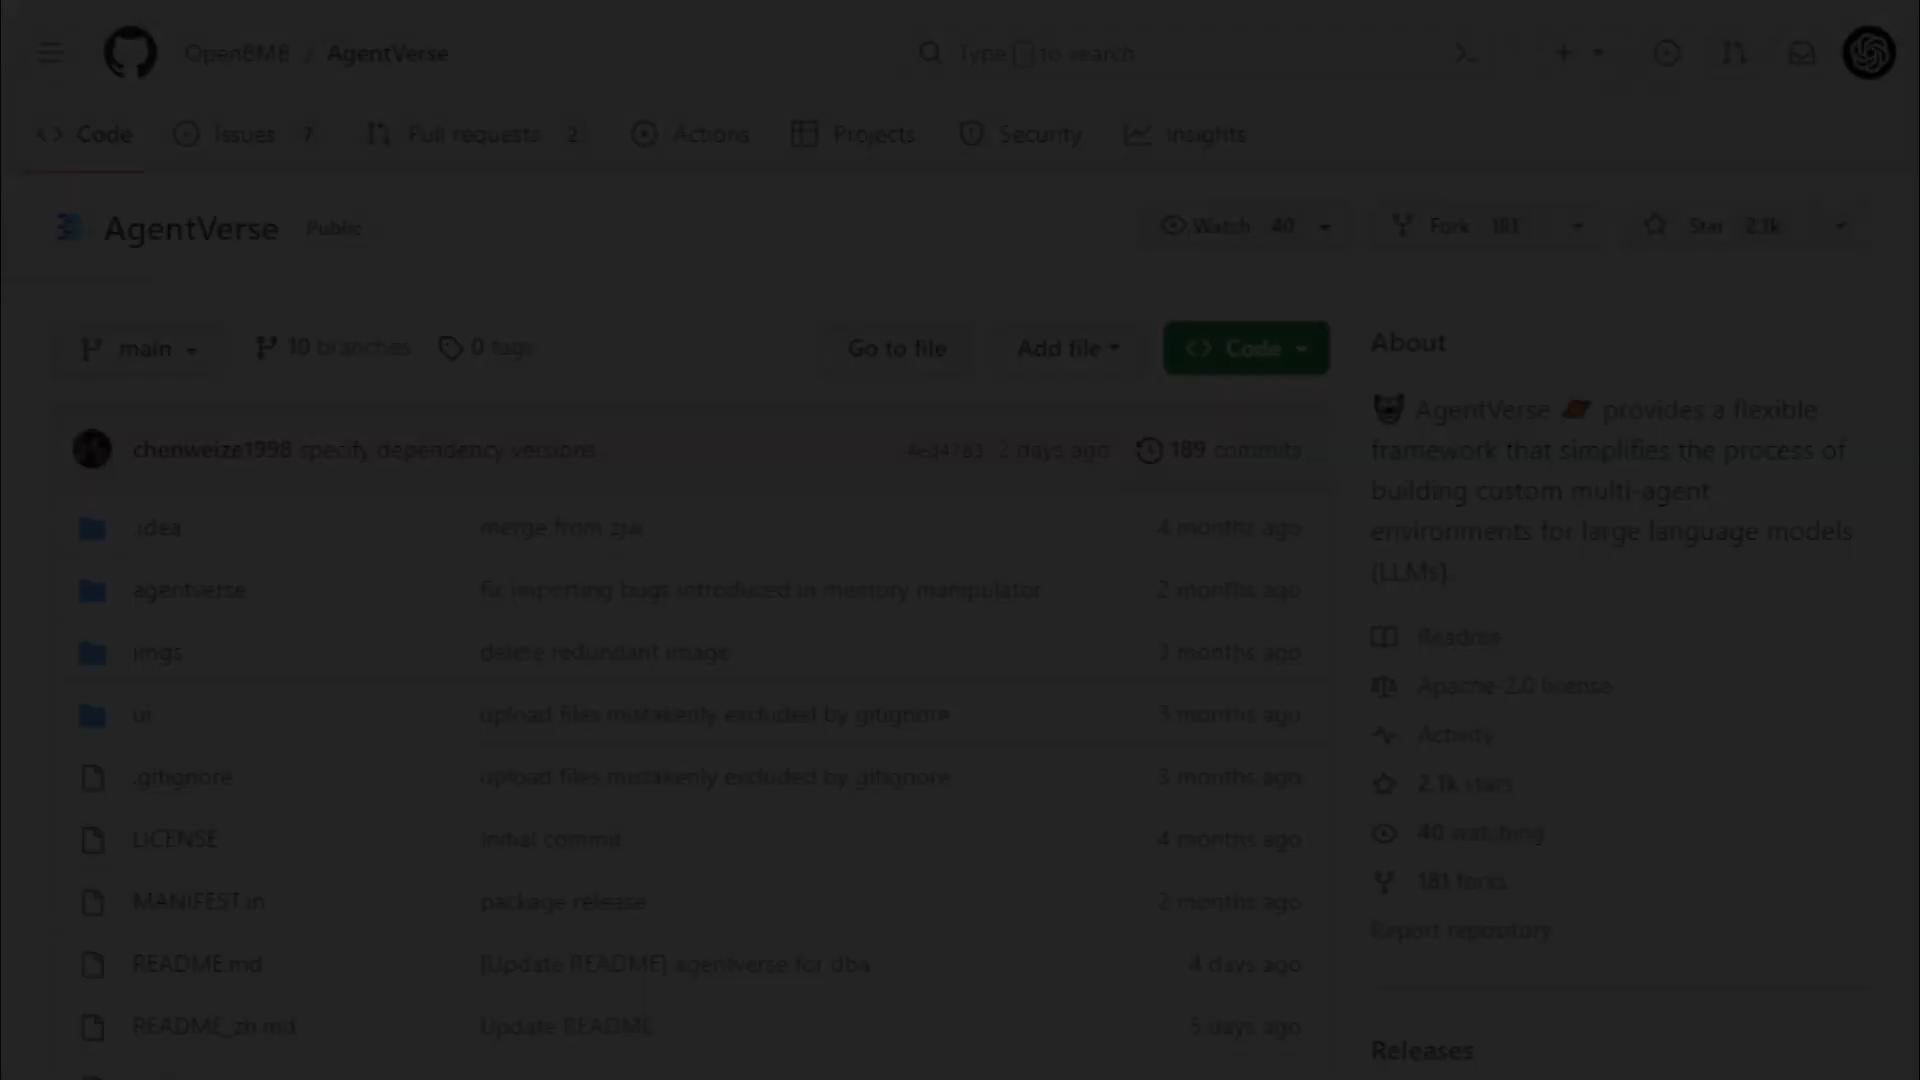 OpenBMB / AgentVerse Type / to search
Code Issues 7 Pull requests 2 Actions Projects Security Insights
AgentVerse Public Watch 40 Fork 181 Star 2.1k
main 10 branches 0 tags Go to file Add file Code
chenweize1998 specify dependency versions 2 days ago 189 commits
.idea merge from zjw 4 months ago
agentverse fix importing bugs introduced in memory manipulator 2 months ago
imgs delete redundant image 3 months ago
ui upload files mistakenly excluded by gitignore 3 months ago
.gitignore upload files mistakenly excluded by gitignore 3 months ago
LICENSE Initial commit 4 months ago
MANIFEST.in package release 2 months ago
README.md [Update README] agentverse for dba 4 days ago
README_zh.md Update README 5 days ago
About
AgentVerse provides a flexible
framework that simplifies the process of
building custom multi-agent
environments for large language models
(LLMs).
Readme
Apache-2.0 license
Activity
2.1k stars
40 watching
181 forks
Report repository
Releases